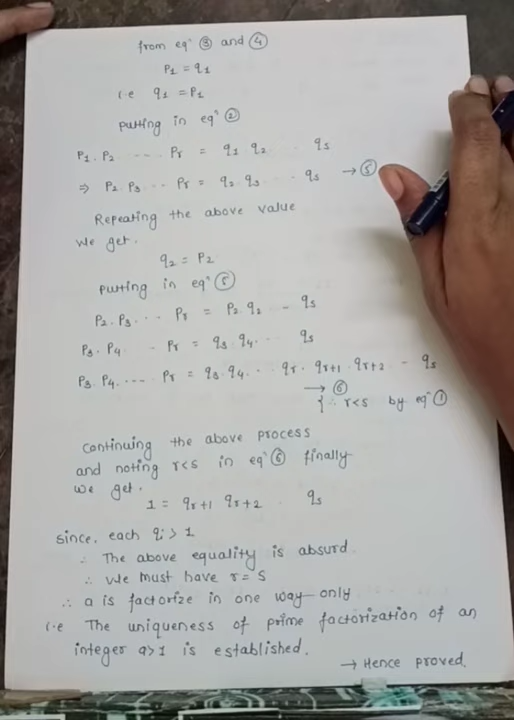 from eqⁿ ③ and ④
P₁ = q₁
i.e q₁ = P₁
putting in eqⁿ ②
P₁. P₂ ---- Pr = q₁ q₂ . . . qs
⇒ P₂. P₃ . . . Pr = q₂. q₃ . . . . qs → ⑤
Repeating the above value
we get.
q₂ = P₂
putting in eqⁿ ⑤
P₂. P₃. . . . Pr = P₂. q₂ -- qs
P₃. P₄ . . Pr = q₃ q₄. . . qs
P₃. P₄. ---- Pr = q₃. q₄. . . qr. qr+1. qr+2 -- qs
→ ⑥
{∴ r<s by eqⁿ ①
Continuing the above process
and noting r<s in eqⁿ ⑥ finally
we get.
1 = qr+1 qr+2 . qs
since, each qi > 1
∴ The above equality is absurd.
∴ we must have r = s
∴ a is factorize in one way only
i.e The uniqueness of prime factorization of an
integer a>1 is established.
→ Hence proved.